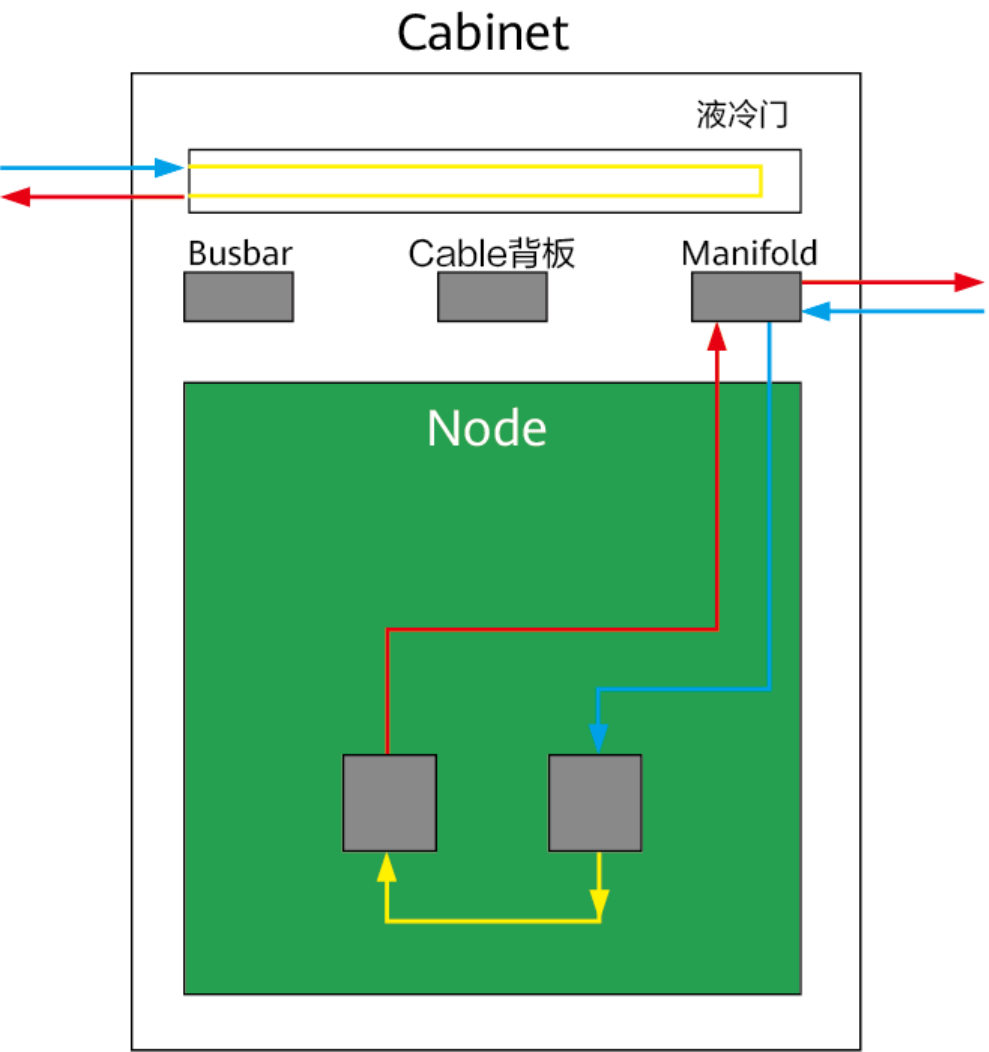 Cabinet
液冷门
Busbar
Cable背板
Manifold
Node